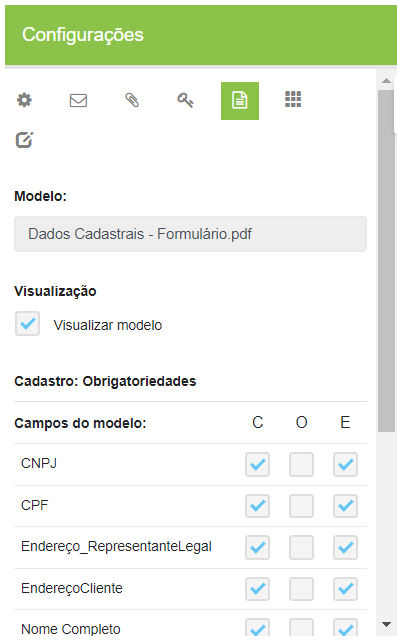 Configurações
Modelo:
Dados Cadastrais - Formulário.pdf
Visualização
Visualizar modelo
Cadastro: Obrigatoriedades
Campos do modelo: C O E
CNPJ
CPF
Endereço_RepresentanteLegal
EndereçoCliente
Nome Completo